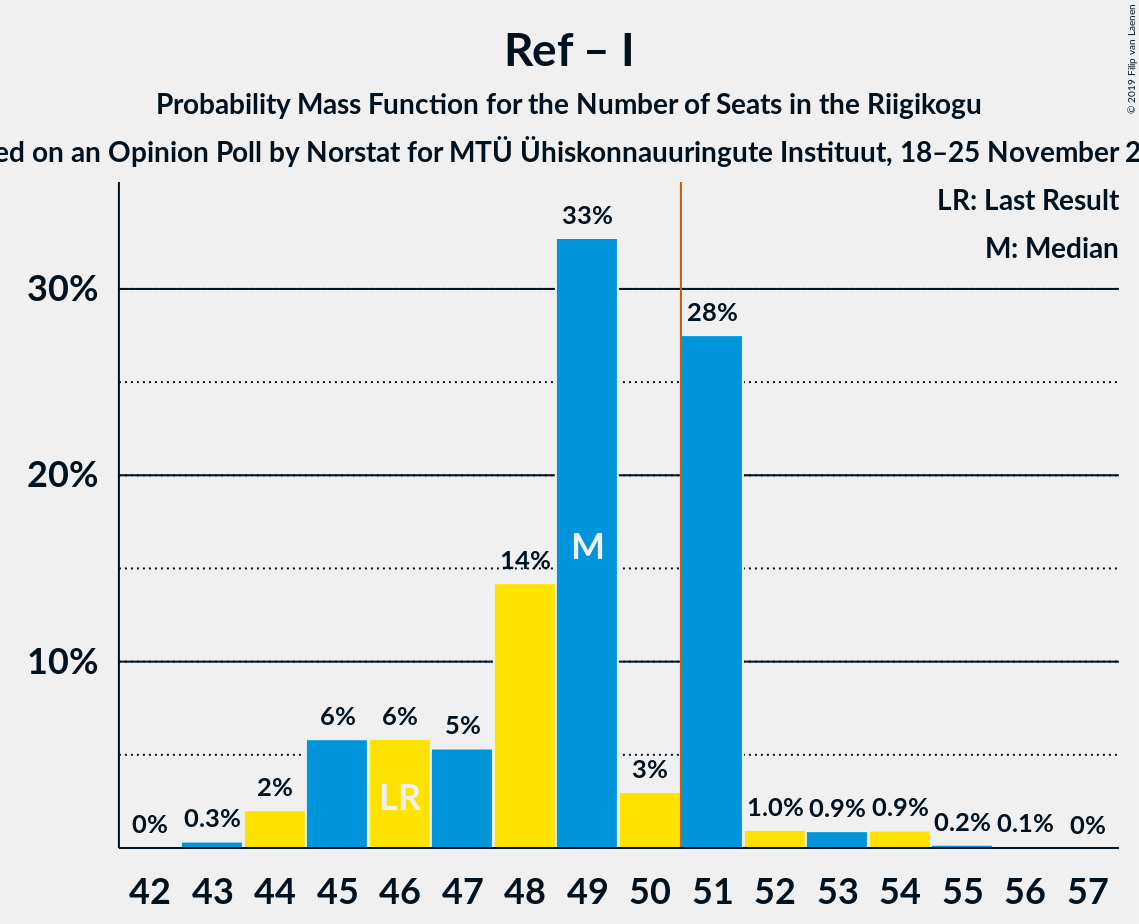 Ref – I
Probability Mass Function for the Number of Seats in the Riigikogu
ed on an Opinion Poll by Norstat for MTÜ Ühiskonnauuringute Instituut, 18–25 November 2
© 2019 Filip van Laenen
LR: Last Result
M: Median
33%
30%
28%
20%
M
14%
10%
6% 6% 5%
3%
2%
LR
0% 0.3% 1.0% 0.9% 0.9% 0.2% 0.1% 0%
42 43 44 45 46 47 48 49 50 51 52 53 54 55 56 57